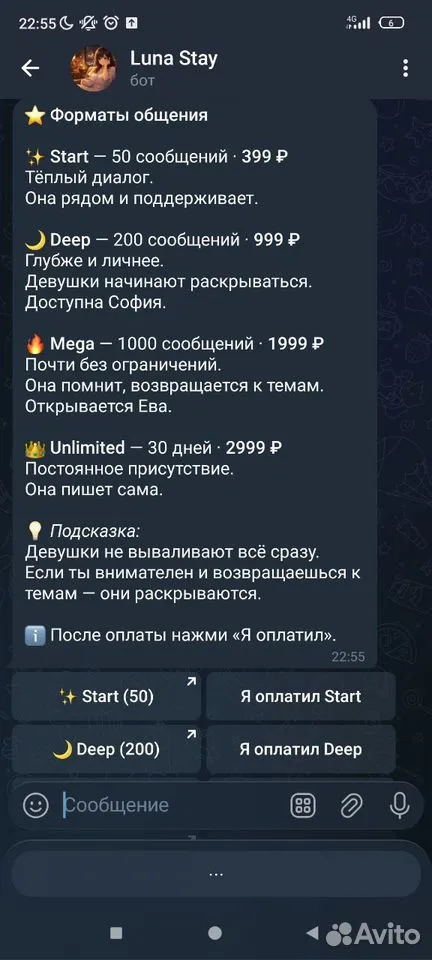 22:55
4G
6
Luna Stay
бот
⭐ Форматы общения
✨ Start — 50 сообщений · 399 ₽
Тёплый диалог.
Она рядом и поддерживает.
🌙 Deep — 200 сообщений · 999 ₽
Глубже и личнее.
Девушки начинают раскрываться.
Доступна София.
🔥 Mega — 1000 сообщений · 1999 ₽
Почти без ограничений.
Она помнит, возвращается к темам.
Открывается Ева.
👑 Unlimited — 30 дней · 2999 ₽
Постоянное присутствие.
Она пишет сама.
💡 Подсказка:
Девушки не вываливают всё сразу.
Если ты внимателен и возвращаешься к
темам — они раскрываются.
ℹ️ После оплаты нажми «Я оплатил».
22:55
✨ Start (50)
Я оплатил Start
🌙 Deep (200)
Я оплатил Deep
Сообщение
...
Avito